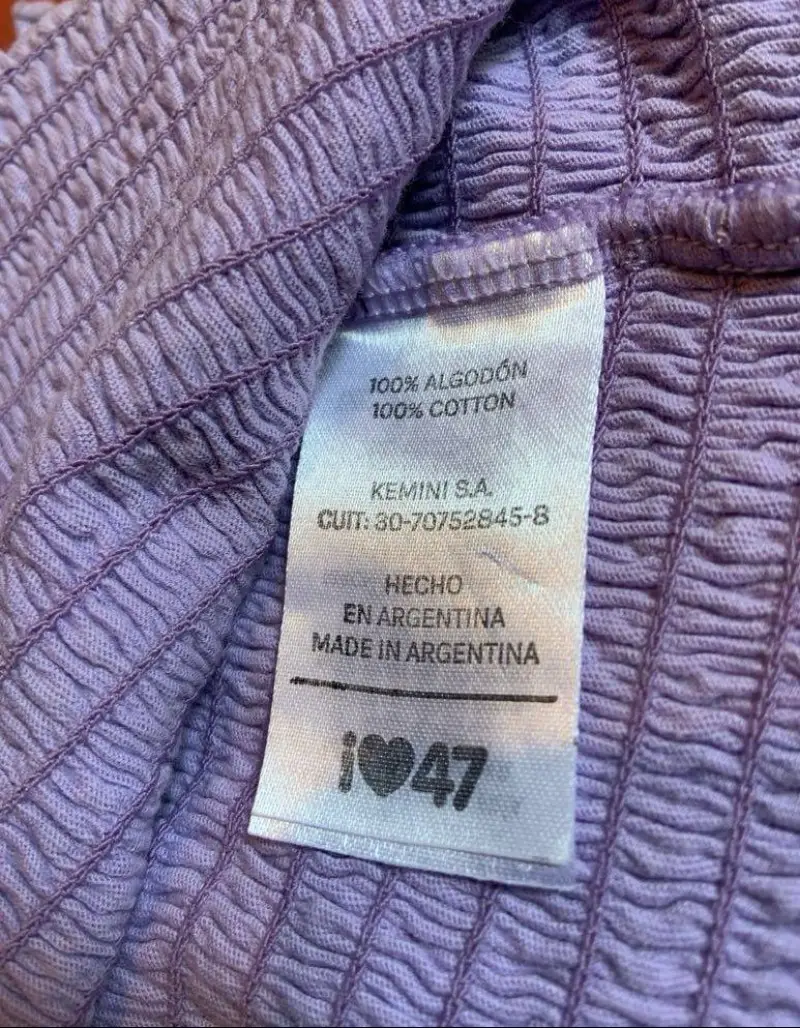 100% ALGODÓN
100% COTTON
KEMINI S.A.
CUIT: 30-70752845-8
HECHO
EN ARGENTINA
MADE IN ARGENTINA
i♥47